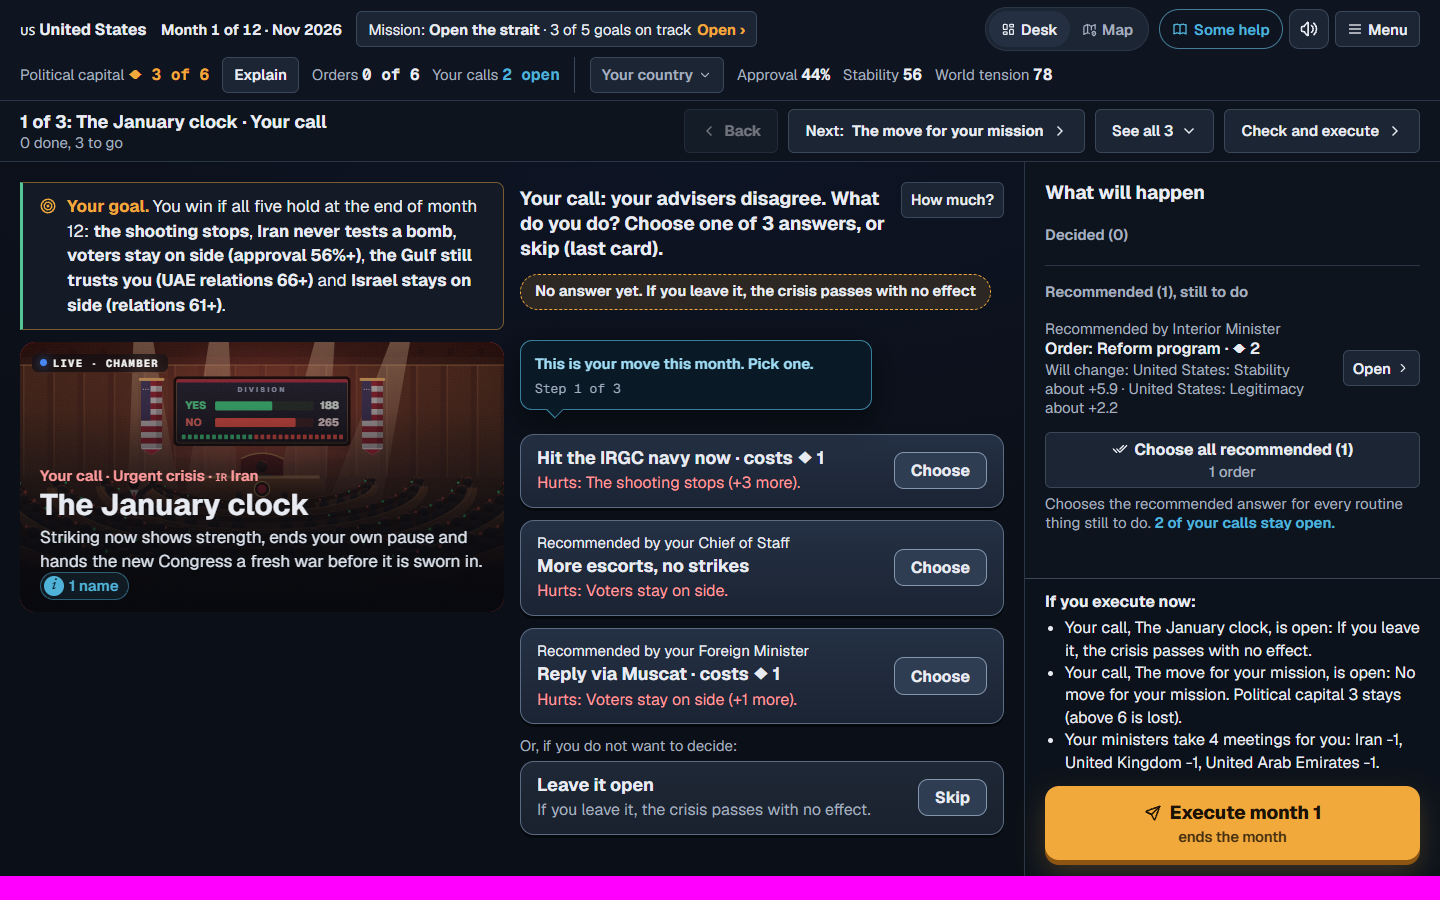 US United States Month 1 of 12 · Nov 2026 Mission: Open the strait · 3 of 5 goals on track Open › Desk Map Some help Menu
Political capital ◆ 3 of 6 Explain Orders 0 of 6 Your calls 2 open Your country Approval 44% Stability 56 World tension 78
1 of 3: The January clock · Your call
0 done, 3 to go
Back Next: The move for your mission See all 3 Check and execute
Your goal. You win if all five hold at the end of month
12: the shooting stops, Iran never tests a bomb,
voters stay on side (approval 56%+), the Gulf still
trusts you (UAE relations 66+) and Israel stays on
side (relations 61+).
LIVE · CHAMBER
DIVISION
YES 188
NO 265
Your call · Urgent crisis · IR Iran
The January clock
Striking now shows strength, ends your own pause and
hands the new Congress a fresh war before it is sworn in.
i 1 name
Your call: your advisers disagree. What
do you do? Choose one of 3 answers, or
skip (last card).
How much?
No answer yet. If you leave it, the crisis passes with no effect
This is your move this month. Pick one.
Step 1 of 3
Hit the IRGC navy now · costs ◆ 1
Hurts: The shooting stops (+3 more).
Choose
Recommended by your Chief of Staff
More escorts, no strikes
Hurts: Voters stay on side.
Choose
Recommended by your Foreign Minister
Reply via Muscat · costs ◆ 1
Hurts: Voters stay on side (+1 more).
Choose
Or, if you do not want to decide:
Leave it open
If you leave it, the crisis passes with no effect.
Skip
What will happen
Decided (0)
Recommended (1), still to do
Recommended by Interior Minister
Order: Reform program · ◆ 2
Will change: United States: Stability
about +5.9 · United States: Legitimacy
about +2.2
Open
Choose all recommended (1)
1 order
Chooses the recommended answer for every routine
thing still to do. 2 of your calls stay open.
If you execute now:
• Your call, The January clock, is open: If you leave
it, the crisis passes with no effect.
• Your call, The move for your mission, is open: No
move for your mission. Political capital 3 stays
(above 6 is lost).
• Your ministers take 4 meetings for you: Iran -1,
United Kingdom -1, United Arab Emirates -1.
Execute month 1
ends the month